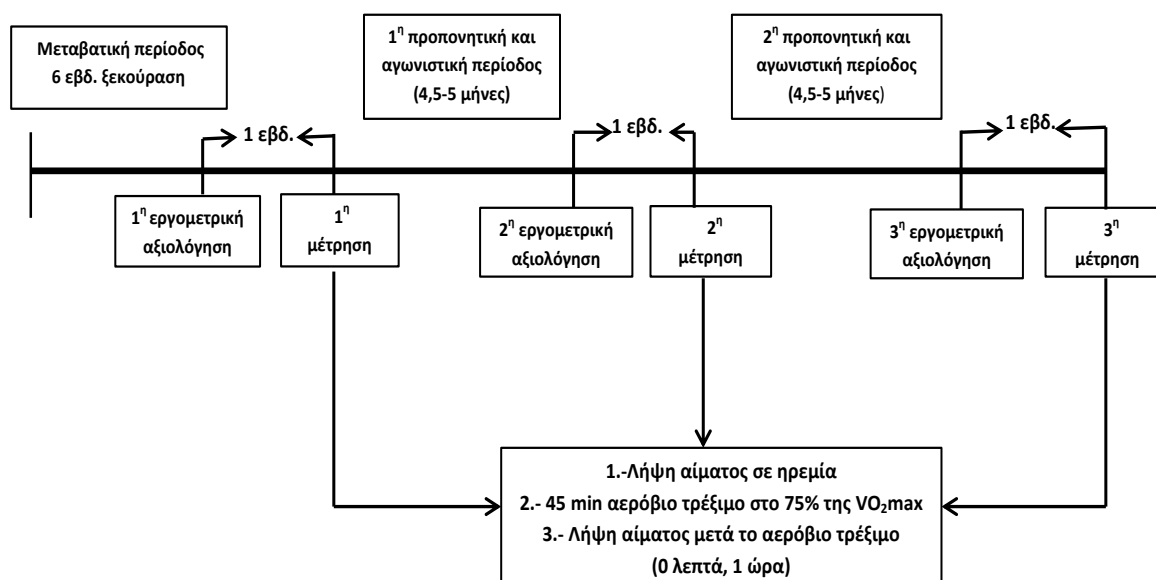 Μεταβατική περίοδος
6 εβδ. ξεκούραση
1η προπονητική και
αγωνιστική περίοδος
(4,5-5 μήνες)
2η προπονητική και
αγωνιστική περίοδος
(4,5-5 μήνες)
1 εβδ.
1 εβδ.
1 εβδ.
1η εργομετρική
αξιολόγηση
1η
μέτρηση
2η εργομετρική
αξιολόγηση
2η
μέτρηση
3η εργομετρική
αξιολόγηση
3η
μέτρηση
1.-Λήψη αίματος σε ηρεμία
2.- 45 min αερόβιο τρέξιμο στο 75% της VO₂max
3.- Λήψη αίματος μετά το αερόβιο τρέξιμο
(0 λεπτά, 1 ώρα)